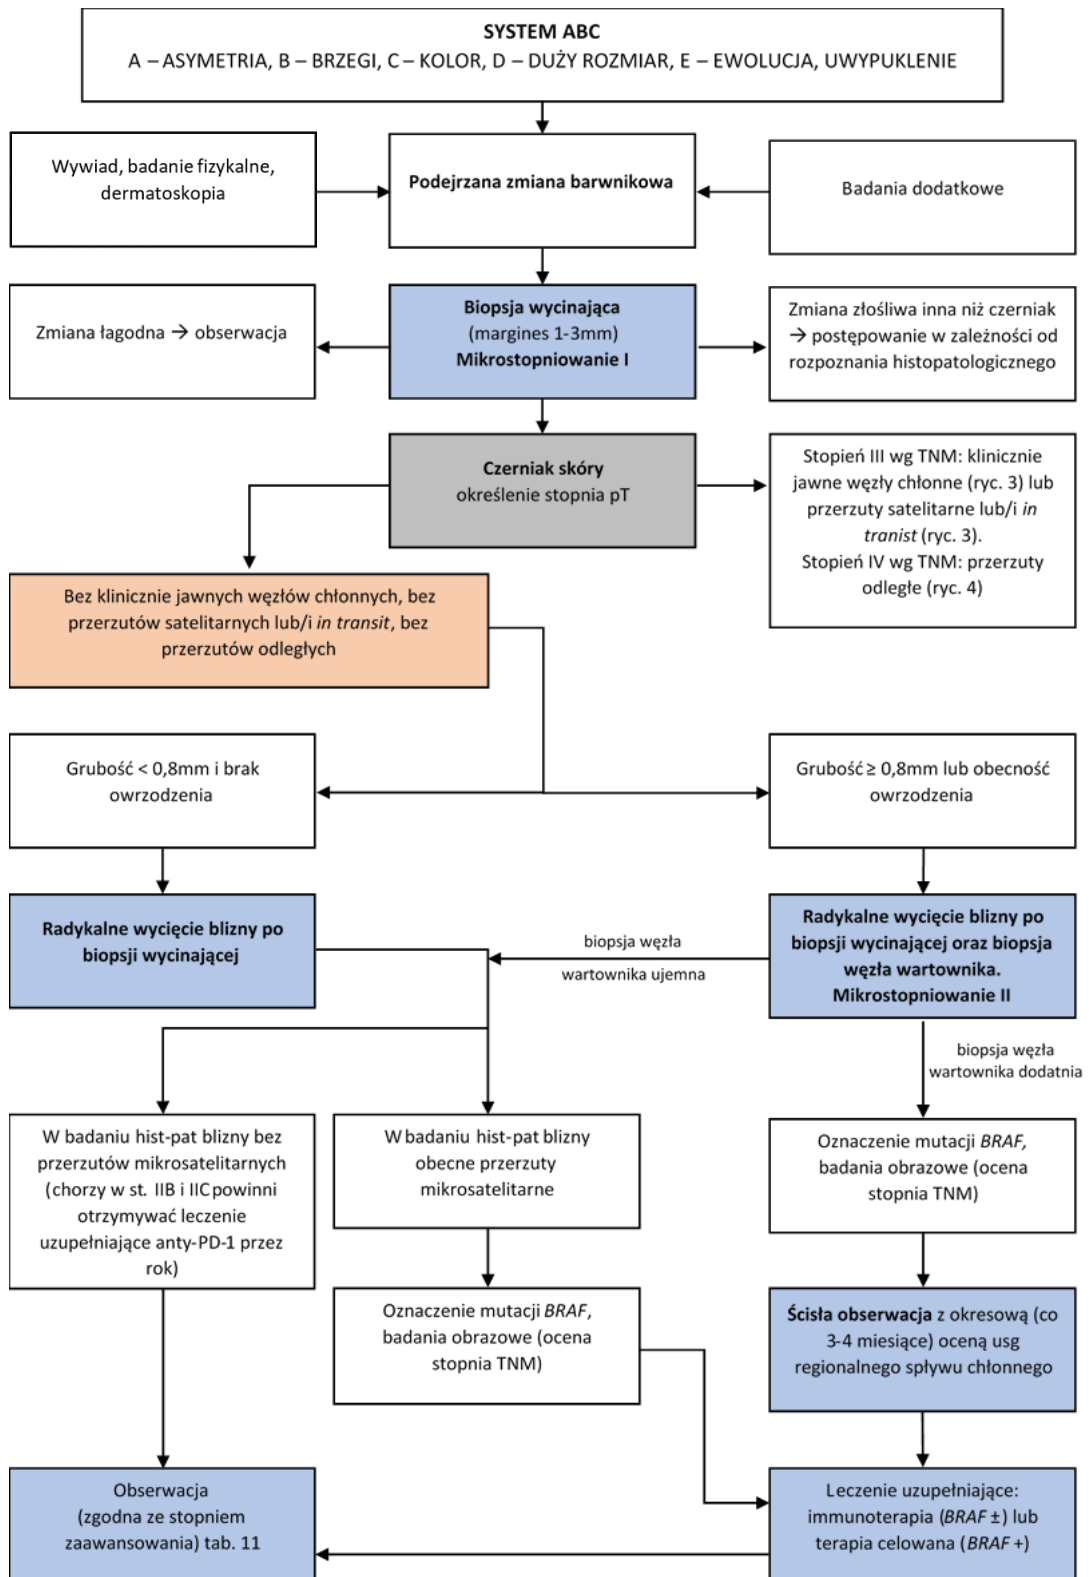 SYSTEM ABC
A – ASYMETRIA, B – BRZEGI, C – KOLOR, D – DUŻY ROZMIAR, E – EWOLUCJA, UWYPUKLENIE
Wywiad, badanie fizykalne,
dermatoskopia
Podejrzana zmiana barwnikowa
Badania dodatkowe
Zmiana łagodna → obserwacja
Biopsja wycinająca
(margines 1-3mm)
Mikrostopniowanie I
Zmiana złośliwa inna niż czerniak
→ postępowanie w zależności od
rozpoznania histopatologicznego
Czerniak skóry
określenie stopnia pT
Stopień III wg TNM: klinicznie
jawne węzły chłonne (ryc. 3) lub
przerzuty satelitarne lub/i in
tranist (ryc. 3).
Stopień IV wg TNM: przerzuty
odległe (ryc. 4)
Bez klinicznie jawnych węzłów chłonnych, bez
przerzutów satelitarnych lub/i in transit, bez
przerzutów odległych
Grubość < 0,8mm i brak
owrzodzenia
Grubość ≥ 0,8mm lub obecność
owrzodzenia
Radykalne wycięcie blizny po
biopsji wycinającej
biopsja węzła
wartownika ujemna
Radykalne wycięcie blizny po
biopsji wycinającej oraz biopsja
węzła wartownika.
Mikrostopniowanie II
biopsja węzła
wartownika dodatnia
W badaniu hist-pat blizny bez
przerzutów mikrosatelitarnych
(chorzy w st. IIB i IIC powinni
otrzymywać leczenie
uzupełniające anty-PD-1 przez
rok)
W badaniu hist-pat blizny
obecne przerzuty
mikrosatelitarne
Oznaczenie mutacji BRAF,
badania obrazowe (ocena
stopnia TNM)
Oznaczenie mutacji BRAF,
badania obrazowe (ocena
stopnia TNM)
Ścisła obserwacja z okresową (co
3-4 miesiące) oceną usg
regionalnego spływu chłonnego
Obserwacja
(zgodna ze stopniem
zaawansowania) tab. 11
Leczenie uzupełniające:
immunoterapia (BRAF ±) lub
terapia celowana (BRAF +)